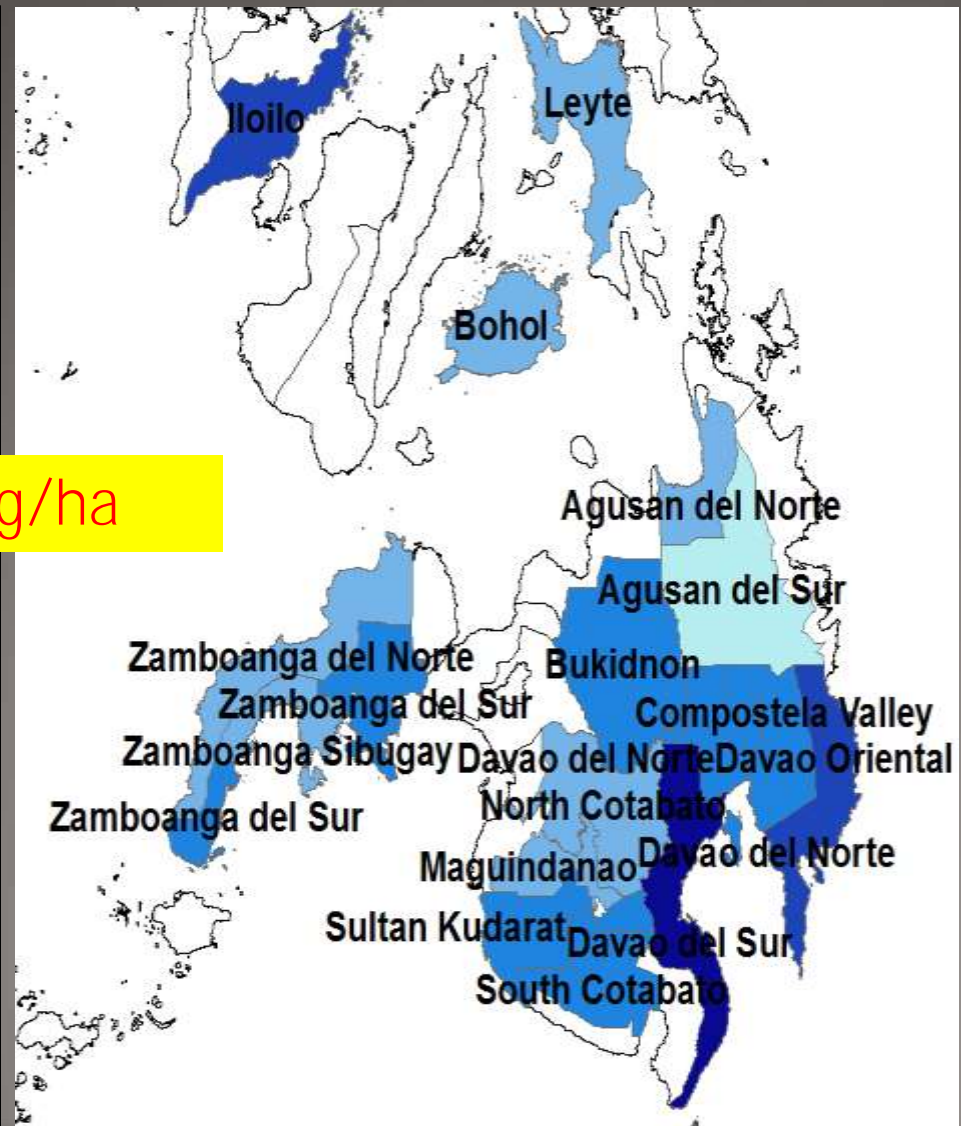 Iloilo
Leyte
Bohol
g/ha
Agusan del Norte
Agusan del Sur
Zamboanga del Norte
Bukidnon
Zamboanga del Sur
Compostela Valley
Zamboanga Sibugay
Davao del Norte
Davao Oriental
North Cotabato
Zamboanga del Sur
Davao del Norte
Maguindanao
Sultan Kudarat
Davao del Sur
South Cotabato